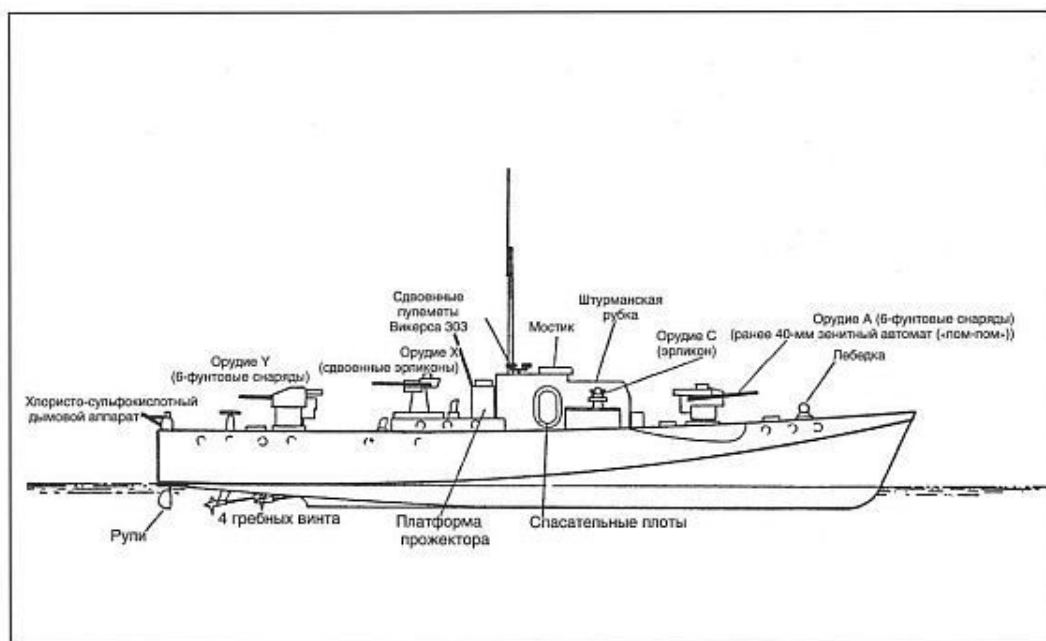 Сдвоенные
пулеметы
Викерса 303
Мостик
Штурманская
рубка
Орудие А (6-фунтовые снаряды)
(ранее 40-мм зенитный автомат («пом-пом»))
Орудие С
(эрликон)
Лебедка
Орудие Х
(сдвоенные эрликоны)
Орудие Y
(6-фунтовые снаряды)
Хлористо-сульфокислотный
дымовой аппарат
Рули
4 гребных винта
Платформа
прожектора
Спасательные плоты